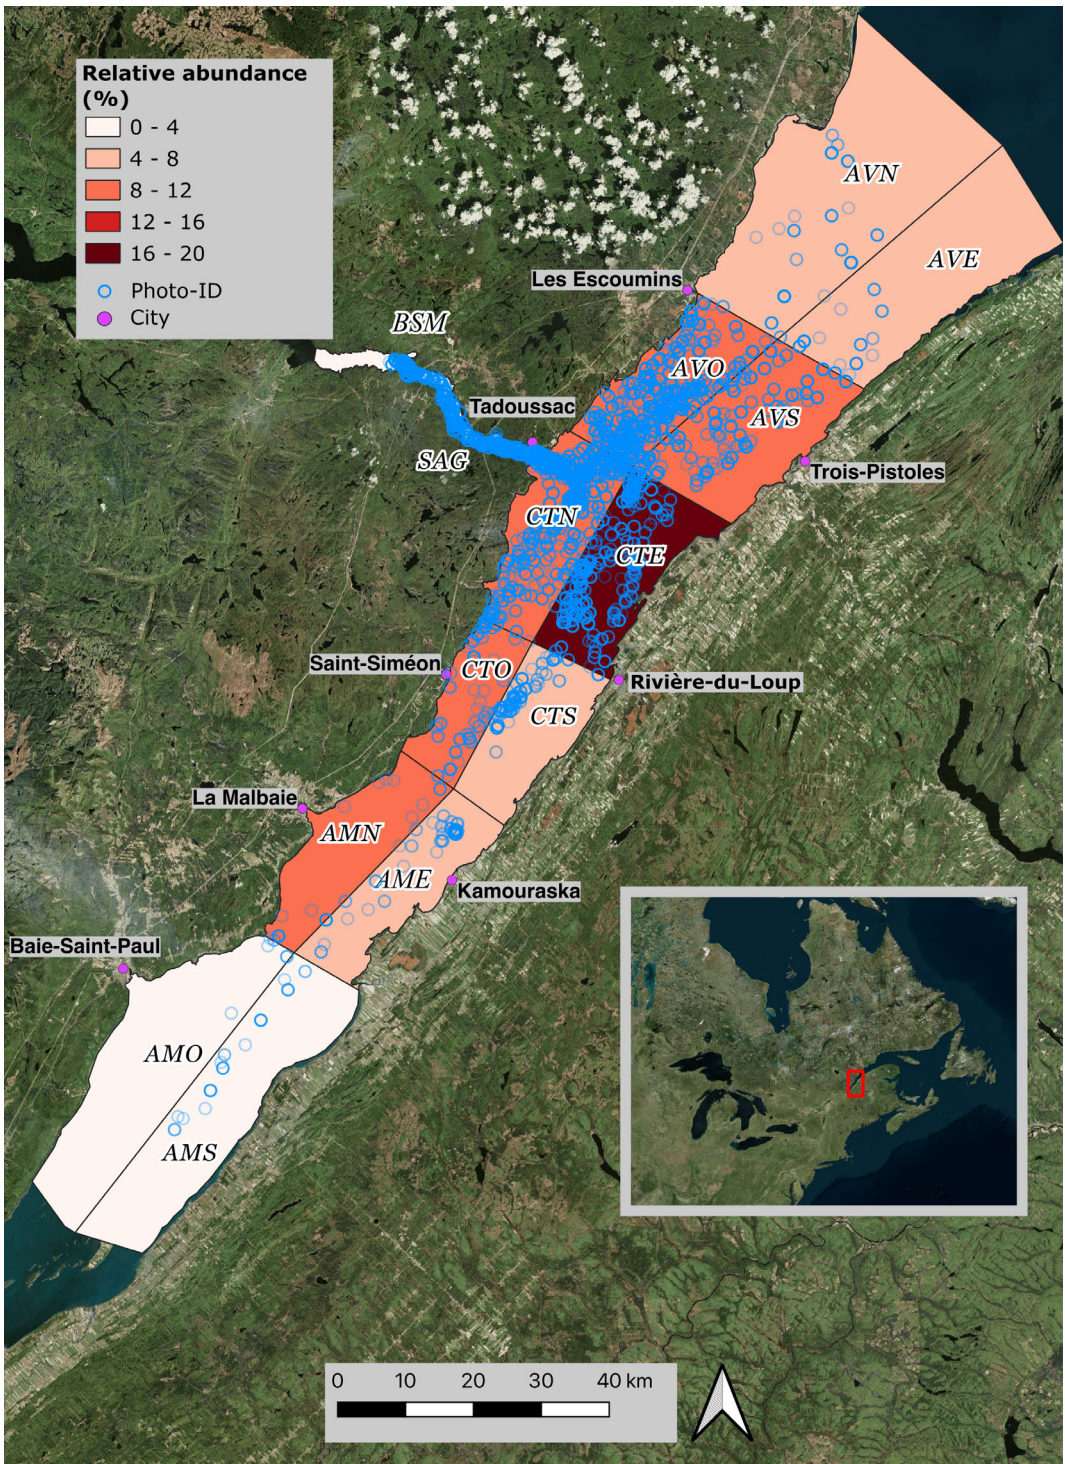 Relative abundance
(%)
0 - 4
4 - 8
8 - 12
12 - 16
16 - 20
Photo-ID
City
AVN
AVE
Les Escoumins
BSM
AVO
Tadoussac
AVS
SAG
Trois-Pistoles
CTN
CTE
Saint-Siméon
CTO
Rivière-du-Loup
CTS
La Malbaie
AMN
AME
Kamouraska
Baie-Saint-Paul
AMO
AMS
0 10 20 30 40 km